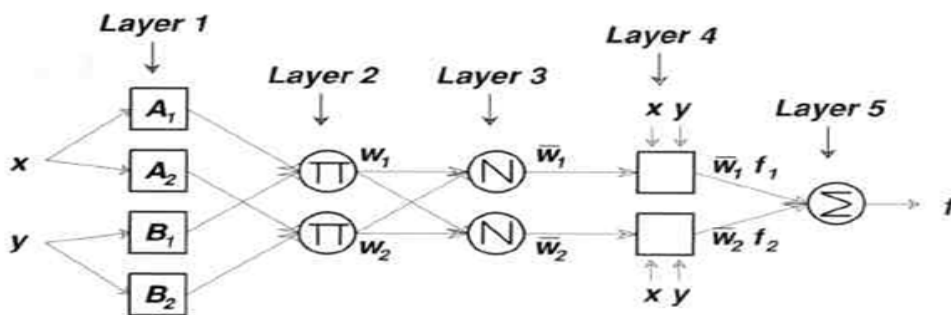 Layer 1
Layer 2
Layer 3
Layer 4
Layer 5
x
y
A₁
A₂
B₁
B₂
Π
Π
w₁
w₂
N
N
w̅₁
w̅₂
x y
x y
w̅₁ f₁
w̅₂ f₂
Σ
f